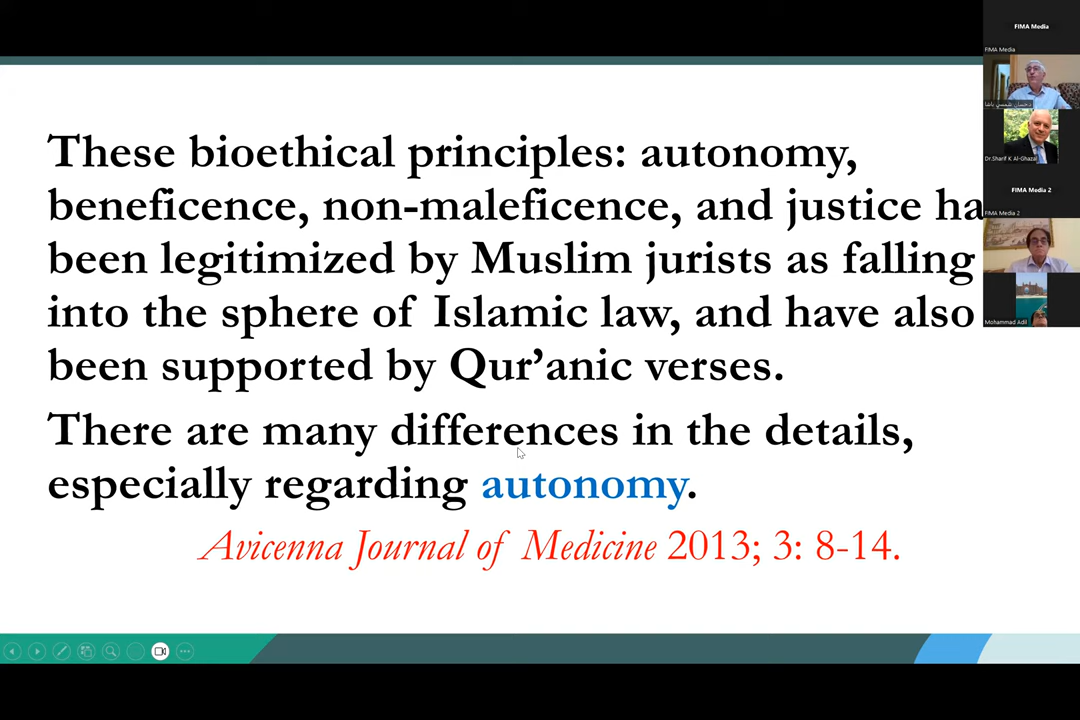 These bioethical principles: autonomy,
beneficence, non-maleficence, and justice ha
been legitimized by Muslim jurists as falling
into the sphere of Islamic law, and have also
been supported by Qur’anic verses.
There are many differences in the details,
especially regarding autonomy.
Avicenna Journal of Medicine 2013; 3: 8-14.
FIMA Media
FIMA Media
د.حسان شمسي باشا
Dr.Sharif K Al-Ghazal
FIMA Media 2
FIMA Media 2
Mohammad Adil